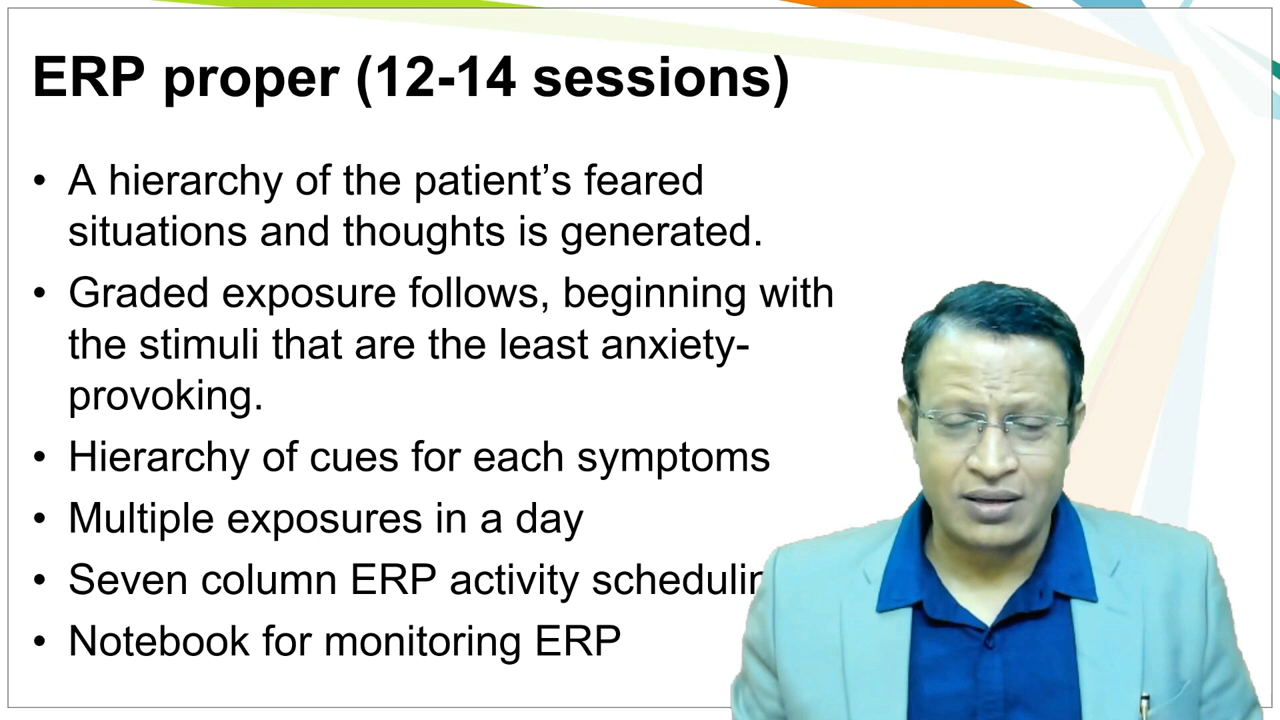 ERP proper (12-14 sessions)
• A hierarchy of the patient’s feared
situations and thoughts is generated.
• Graded exposure follows, beginning with
the stimuli that are the least anxiety-
provoking.
• Hierarchy of cues for each symptoms
• Multiple exposures in a day
• Seven column ERP activity
• Notebook for monitoring ERP